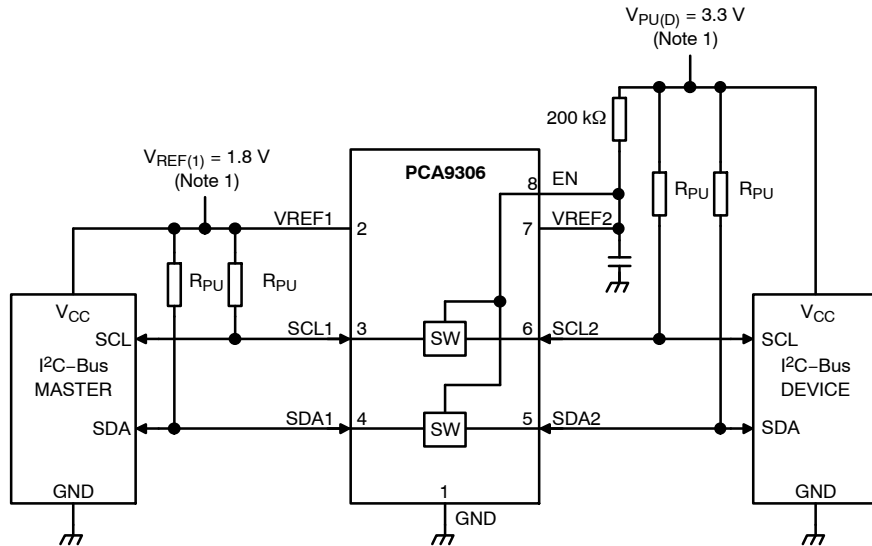 V_PU(D) = 3.3 V
(Note 1)
200 kΩ
V_REF(1) = 1.8 V
(Note 1)
PCA9306
8 EN
R_PU R_PU
VREF1 2
7 VREF2
R_PU R_PU
V_CC
V_CC
SCL SCL1 3 SW 6 SCL2 SCL
I²C−Bus
MASTER
I²C−Bus
DEVICE
SDA SDA1 4 SW 5 SDA2 SDA
GND
1
GND
GND